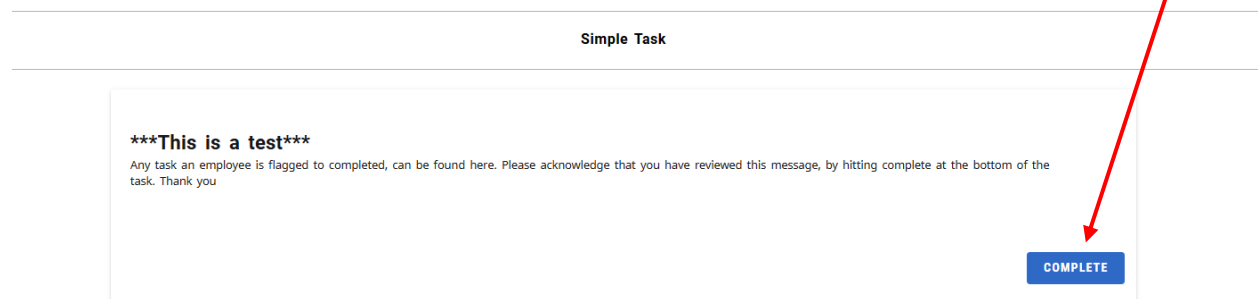 Simple Task
***This is a test***
Any task an employee is flagged to completed, can be found here. Please acknowledge that you have reviewed this message, by hitting complete at the bottom of the
task. Thank you
COMPLETE